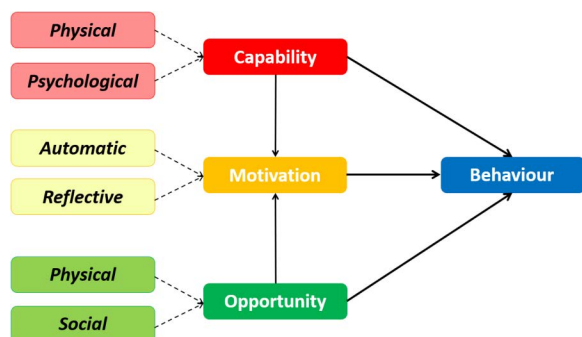 Physical
Psychological
Capability
Automatic
Reflective
Motivation
Behaviour
Physical
Social
Opportunity